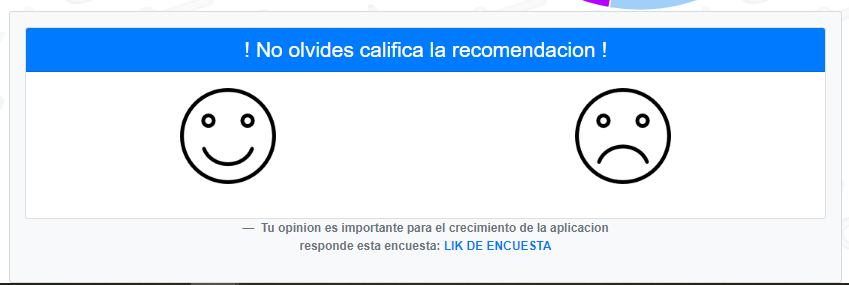 ! No olvides califica la recomendacion !
— Tu opinion es importante para el crecimiento de la aplicacion
responde esta encuesta: LIK DE ENCUESTA